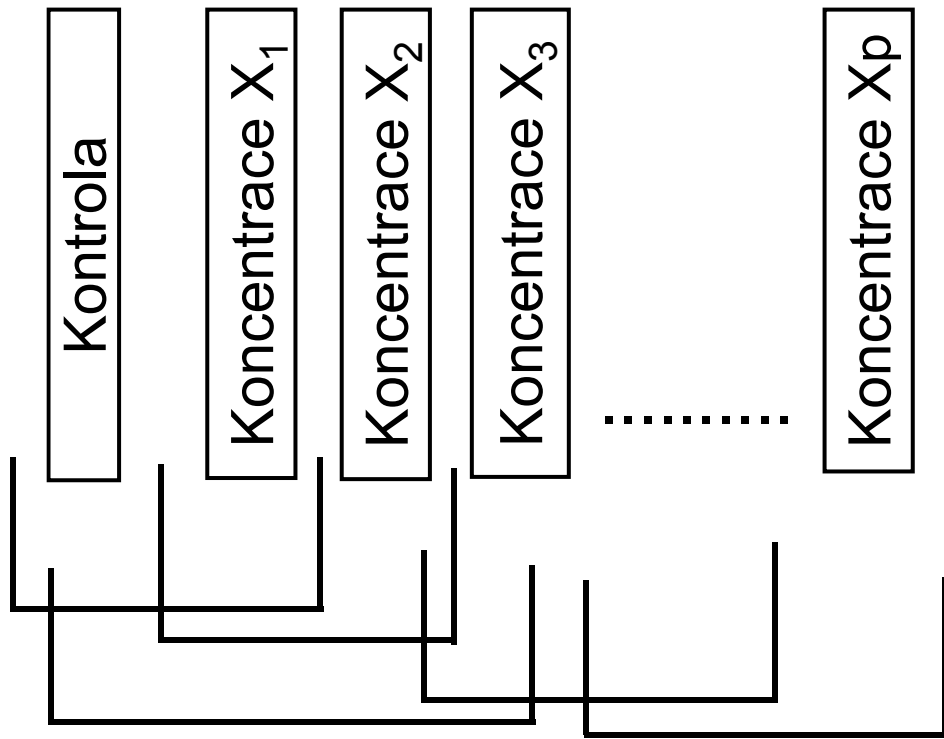 Kontrola
Koncentrace X₁
Koncentrace X₂
Koncentrace X₃
..........
Koncentrace Xp